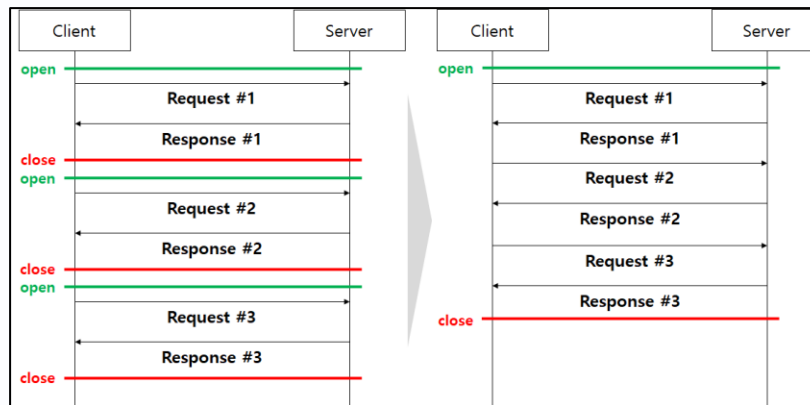 Client
Server
open
Request #1
Response #1
close
open
Request #2
Response #2
close
open
Request #3
Response #3
close
Client
Server
open
Request #1
Response #1
Request #2
Response #2
Request #3
Response #3
close